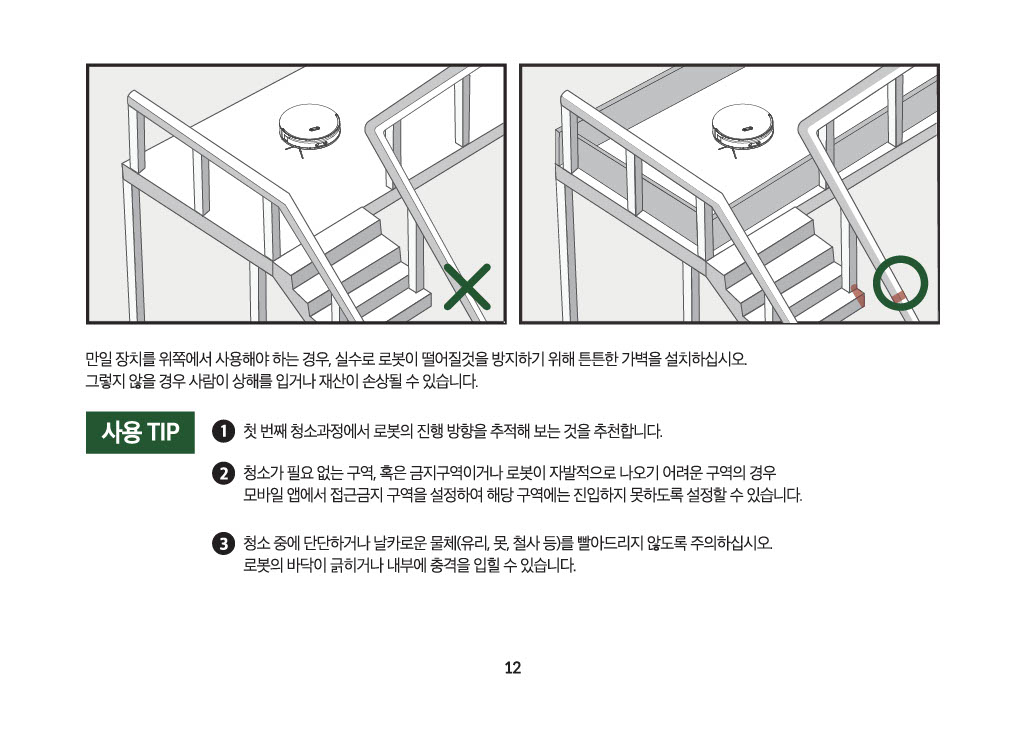 만일 장치를 위쪽에서 사용해야 하는 경우, 실수로 로봇이 떨어질것을 방지하기 위해 튼튼한 가벽을 설치하십시오.
그렇지 않을 경우 사람이 상해를 입거나 재산이 손상될 수 있습니다.
사용 TIP
1 첫 번째 청소과정에서 로봇의 진행 방향을 추적해 보는 것을 추천합니다.
2 청소가 필요 없는 구역, 혹은 금지구역이거나 로봇이 자발적으로 나오기 어려운 구역의 경우
모바일 앱에서 접근금지 구역을 설정하여 해당 구역에는 진입하지 못하도록 설정할 수 있습니다.
3 청소 중에 단단하거나 날카로운 물체(유리, 못, 철사 등)를 빨아드리지 않도록 주의하십시오.
로봇의 바닥이 긁히거나 내부에 충격을 입힐 수 있습니다.
12